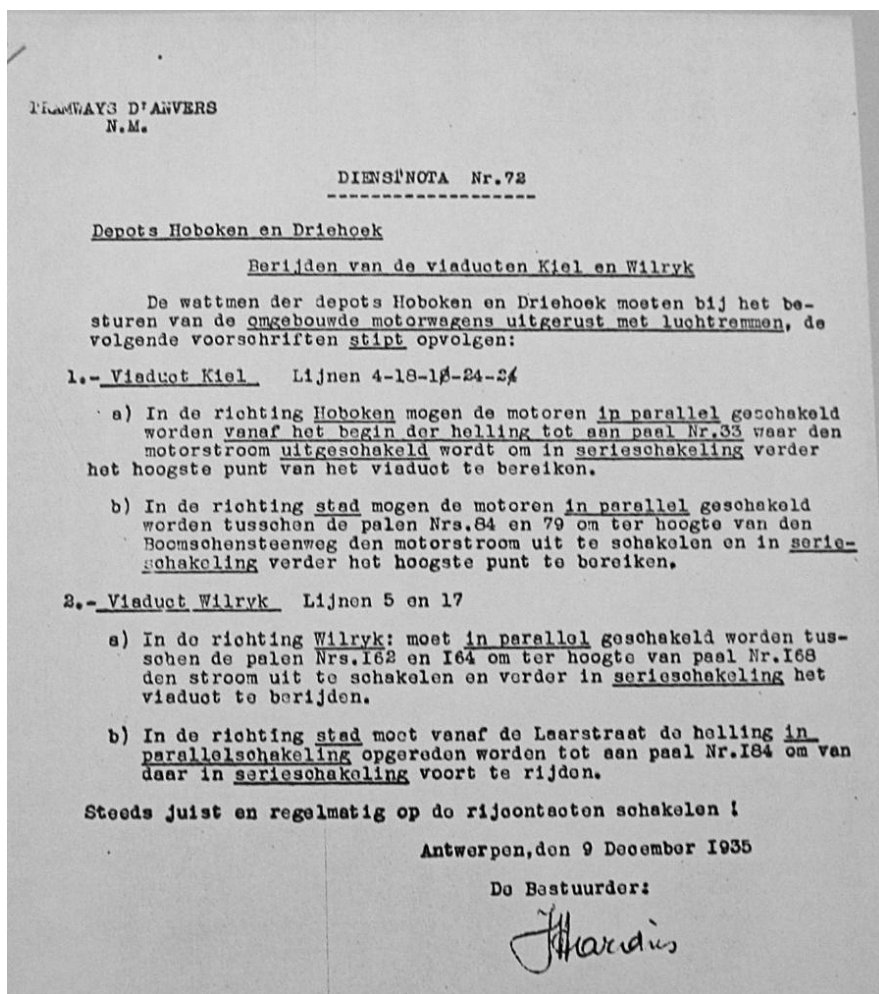 TRAMWAYS D'ANVERS
N.M.
DIENSTNOTA Nr.72
Depots Hoboken en Driehoek
Berijden van de viaducten Kiel en Wilryk
De wattmen der depots Hoboken en Driehoek moeten bij het be-
sturen van de omgebouwde motorwagens uitgerust met luchtremmen, de
volgende voorschriften stipt opvolgen:
1.- Viaduct Kiel Lijnen 4-18-24-
a) In de richting Hoboken mogen de motoren in parallel geschakeld
worden vanaf het begin der helling tot aan paal Nr.33 waar den
motorstroom uitgeschakeld wordt om in serieschakeling verder
het hoogste punt van het viaduct te bereiken.
b) In de richting stad mogen de motoren in parallel geschakeld
worden tusschen de palen Nrs.84 en 79 om ter hoogte van den
Boomschensteenweg den motorstroom uit te schakelen en in serie-
schakeling verder het hoogste punt te bereiken.
2.- Viaduct Wilryk Lijnen 5 en 17
a) In de richting Wilryk: moet in parallel geschakeld worden tus-
schen de palen Nrs.I62 en I64 om ter hoogte van paal Nr.I68
den stroom uit te schakelen en verder in serieschakeling het
viaduct te berijden.
b) In de richting stad moet vanaf de Laarstraat de helling in
parallelschakeling opgereden worden tot aan paal Nr.I84 om van
daar in serieschakeling voort te rijden.
Steeds juist en regelmatig op de rijcontacten schakelen !
Antwerpen,den 9 December I935
De Bestuurder: